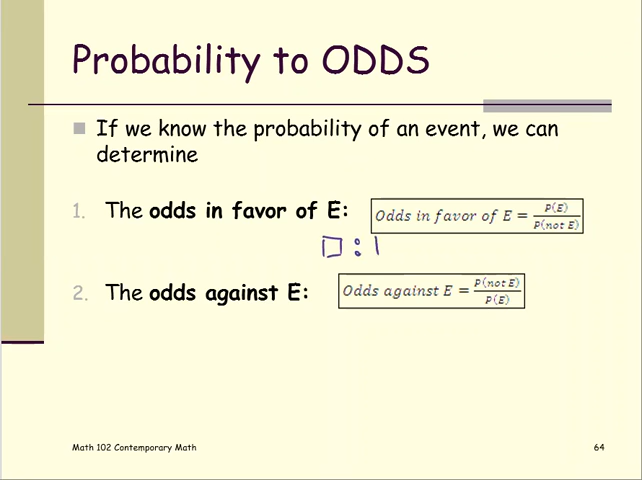 Probability to ODDS
If we know the probability of an event, we can
determine
1. The odds in favor of E: Odds in favor of E = P(E) / P(not E)
□ : 1
2. The odds against E: Odds against E = P(not E) / P(E)
Math 102 Contemporary Math 64